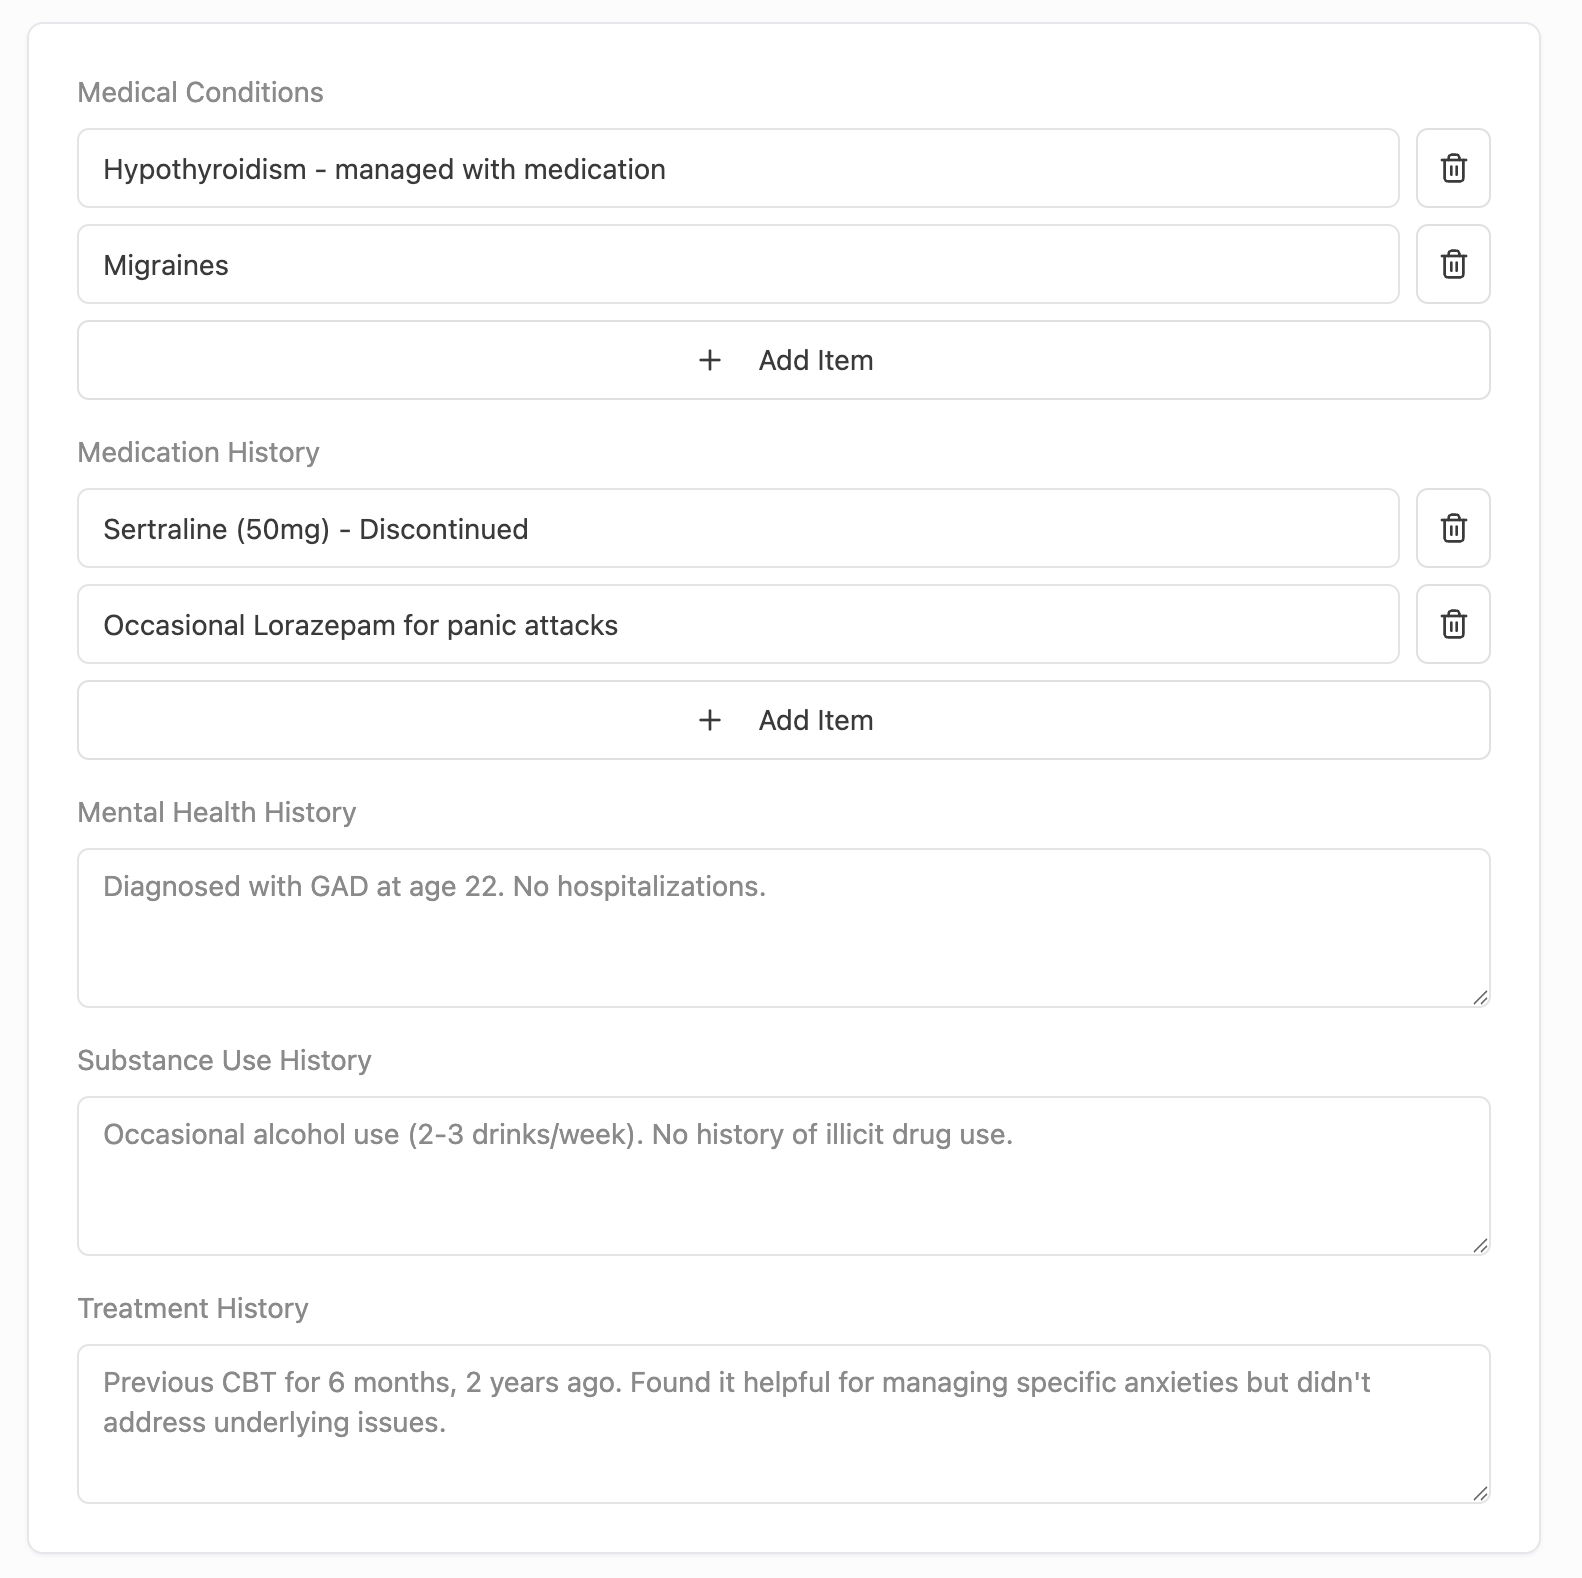 Medical Conditions
Hypothyroidism - managed with medication
Migraines
+ Add Item
Medication History
Sertraline (50mg) - Discontinued
Occasional Lorazepam for panic attacks
+ Add Item
Mental Health History
Diagnosed with GAD at age 22. No hospitalizations.
Substance Use History
Occasional alcohol use (2-3 drinks/week). No history of illicit drug use.
Treatment History
Previous CBT for 6 months, 2 years ago. Found it helpful for managing specific anxieties but didn't
address underlying issues.